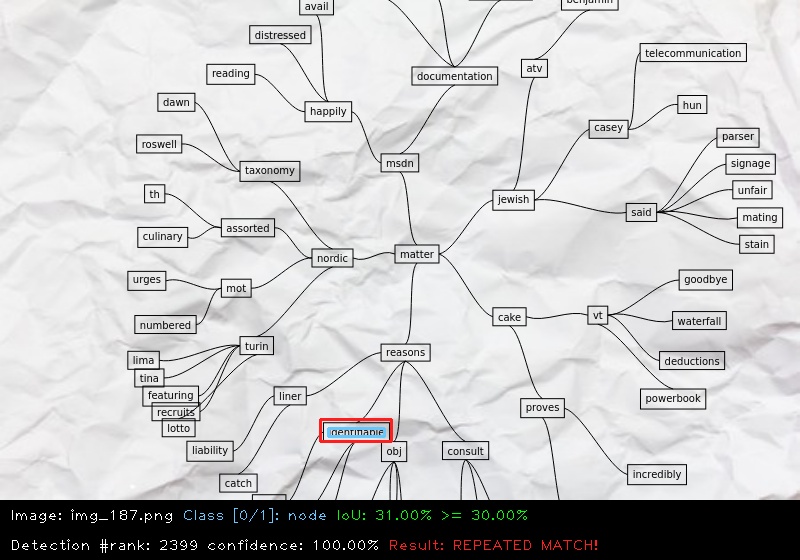 avail
benjamin
distressed
telecommunication
reading
documentation
atv
dawn
happily
hun
casey
parser
roswell
msdn
signage
taxonomy
unfair
th
jewish
said
mating
assorted
culinary
stain
nordic
matter
urges
mot
goodbye
numbered
cake
vt
waterfall
turin
lima
reasons
deductions
tina
featuring
liner
powerbook
recruits
proves
lotto
identifiable
liability
obj
consult
incredibly
catch
Image: img_187.png Class [0/1]: node IoU: 31.00% >= 30.00%
Detection #rank: 2399 confidence: 100.00% Result: REPEATED MATCH!